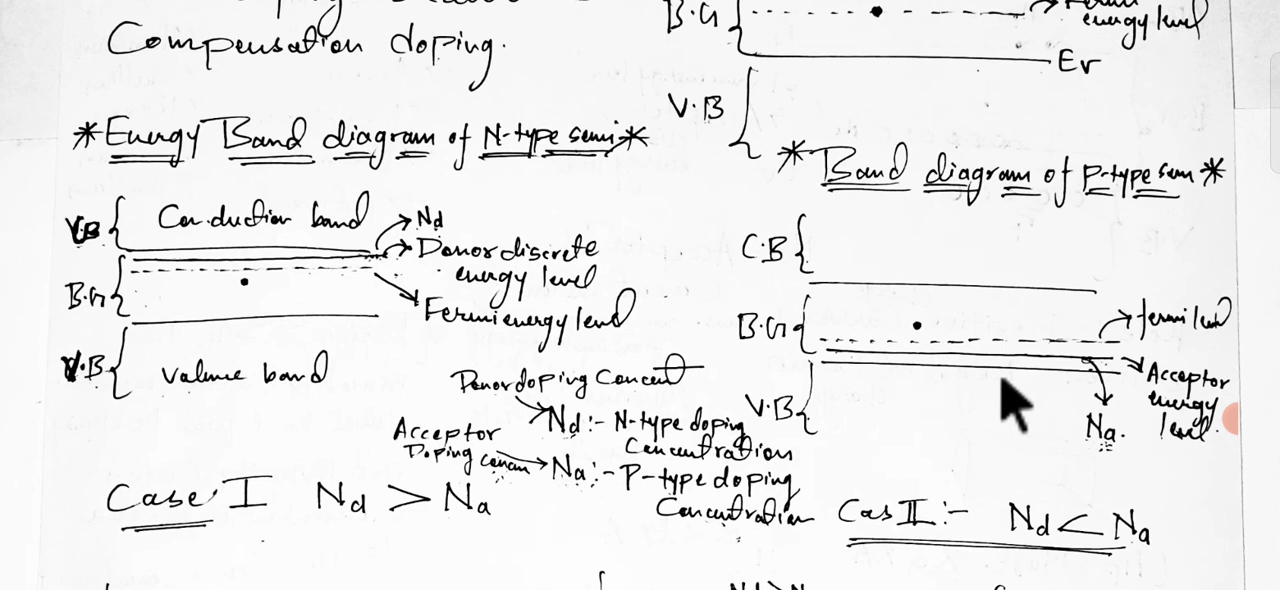 Compensation doping.
B.G
energy level
Ev
V.B
*Energy Band diagram of N-type semi*
*Band diagram of P-type sem*
Conduction band
Nd
Donor discrete
energy level
B.G
Fermi energy level
V.B
Valence band
C.B
B.G
fermi level
Acceptor
energy
level.
V.B
Na.
Donor doping Concent
Nd :- N-type doping
Concentration
Acceptor
Doping concen
Na :- P-type doping
Concentration
Case I Nd > Na
Cas II :- Nd < Na